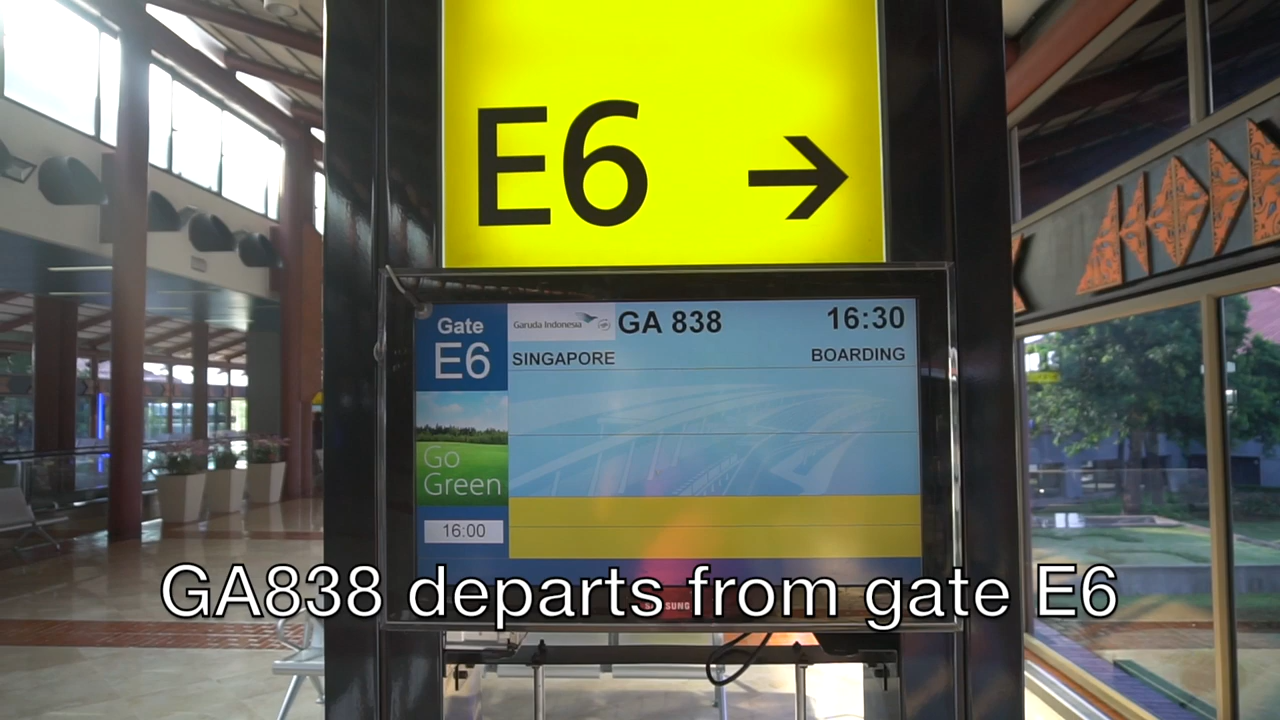 E6 →
Gate
E6
Garuda Indonesia
GA 838
16:30
SINGAPORE
BOARDING
Go
Green
16:00
SAMSUNG
GA838 departs from gate E6